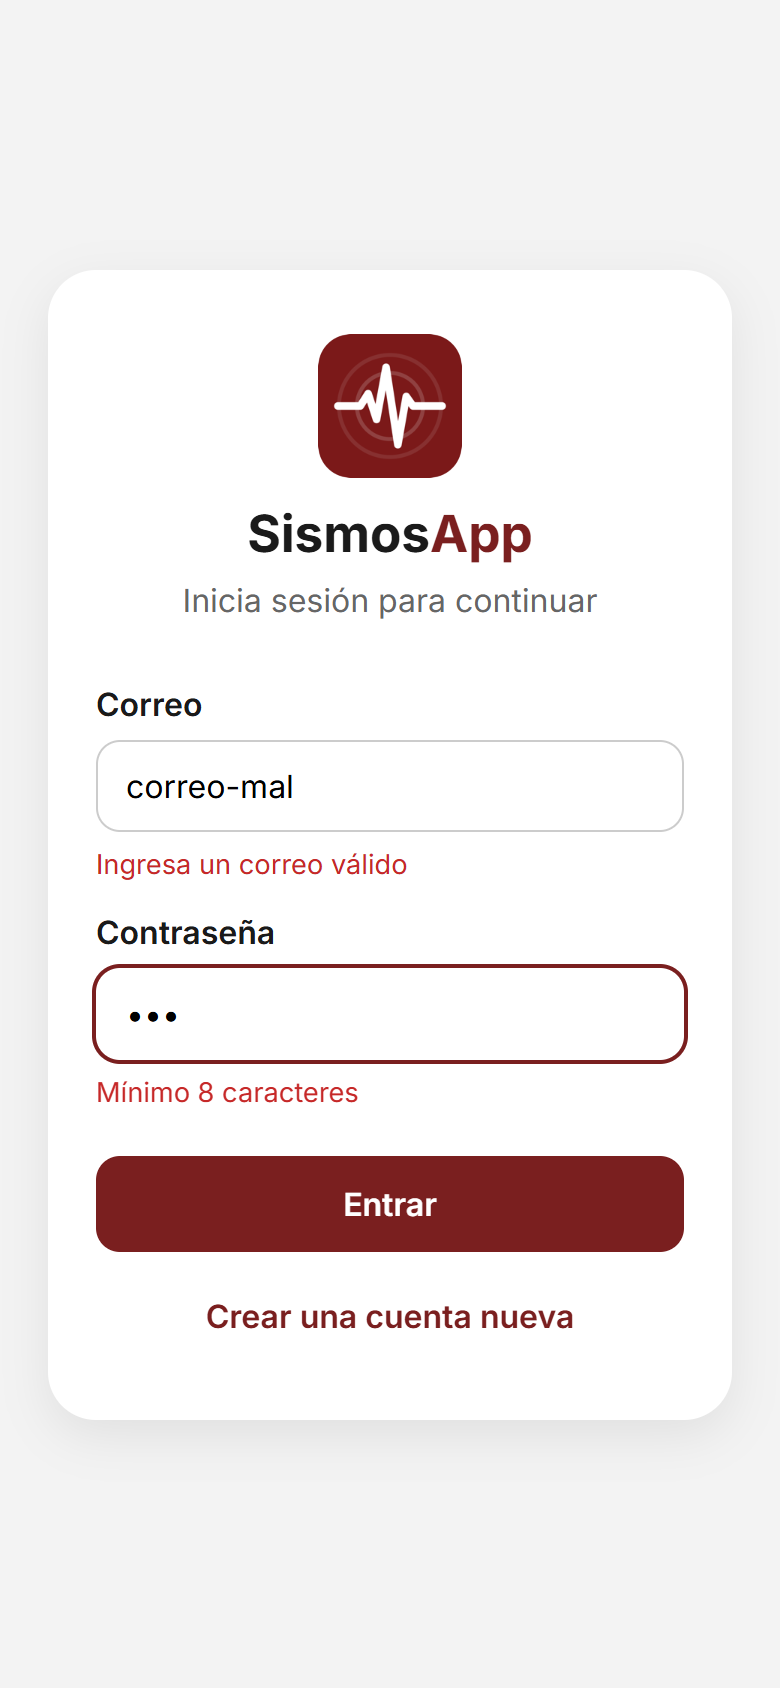 SismosApp
Inicia sesión para continuar
Correo
correo-mal
Ingresa un correo válido
Contraseña
•••
Mínimo 8 caracteres
Entrar
Crear una cuenta nueva